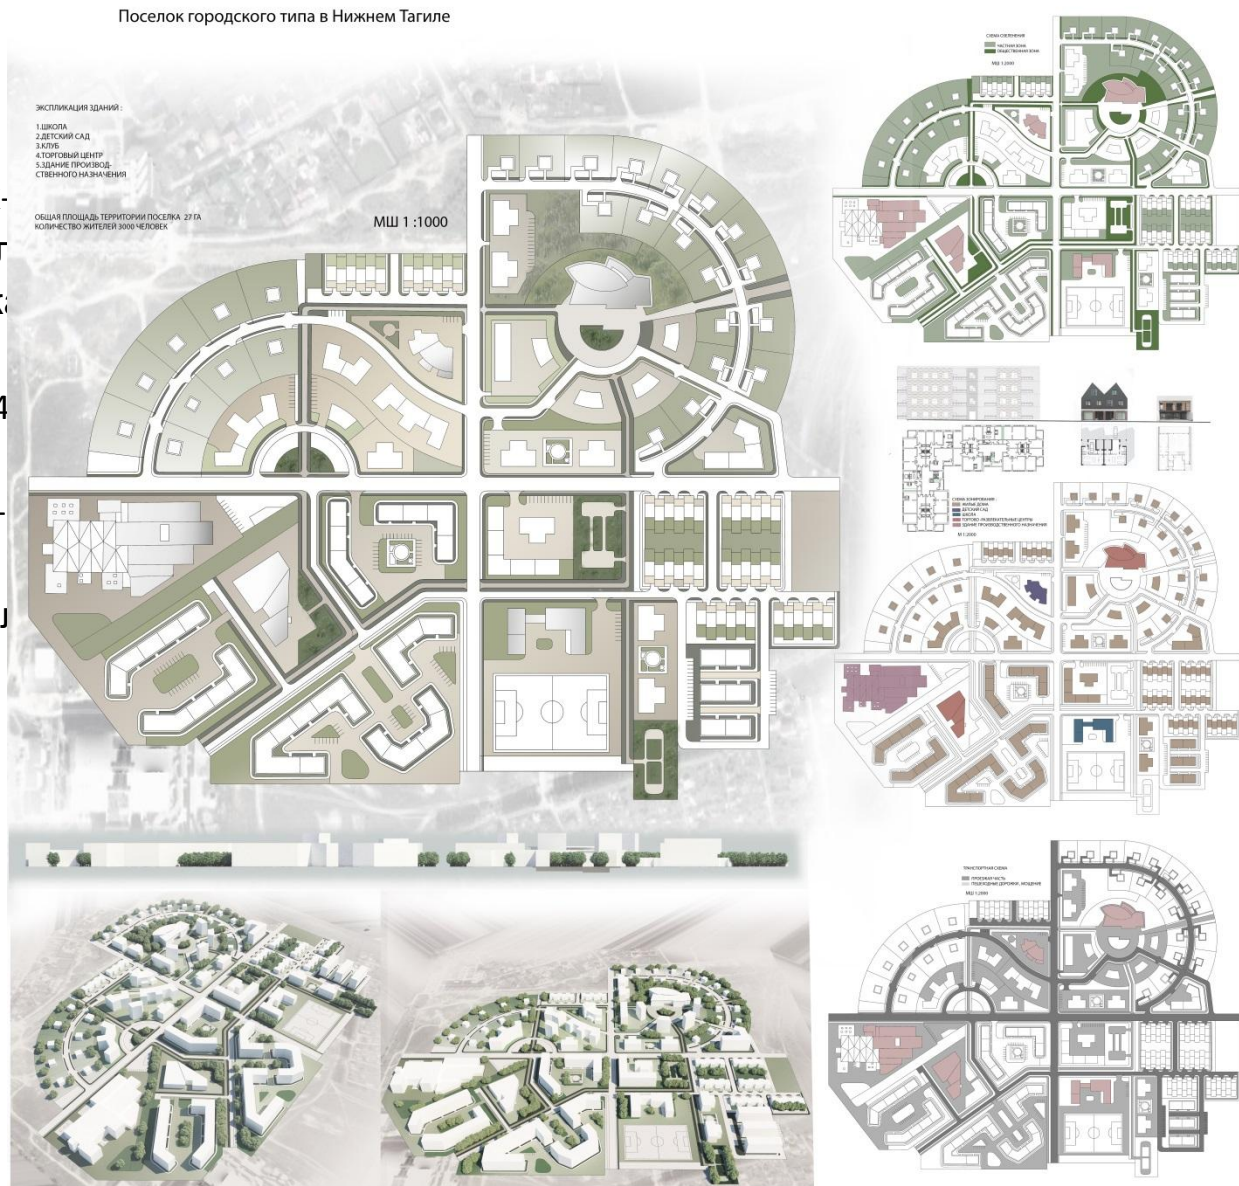 Поселок городского типа в Нижнем Тагиле
ЭКСПЛИКАЦИЯ ЗДАНИЙ :
1.ШКОЛА
2.ДЕТСКИЙ САД
3.КЛУБ
4.ТОРГОВЫЙ ЦЕНТР
5.ЗДАНИЕ ПРОИЗВОД-
СТВЕННОГО НАЗНАЧЕНИЯ
ОБЩАЯ ПЛОЩАДЬ ТЕРРИТОРИИ ПОСЕЛКА 27 ГА
КОЛИЧЕСТВО ЖИТЕЛЕЙ 3000 ЧЕЛОВЕК
МШ 1 :1000
СХЕМА ОЗЕЛЕНЕНИЯ
ЧАСТНАЯ ЗОНА
ОБЩЕСТВЕННАЯ ЗОНА
МШ 1:2000
СХЕМА ЗОНИРОВАНИЯ :
ЖИЛЫЕ ДОМА
ДЕТСКИЙ САД
ШКОЛА
ТОРГОВО -РАЗВЛЕКАТЕЛЬНЫЕ ЦЕНТРЫ
ЗДАНИЕ ПРОИЗВОДСТВЕННОГО НАЗНАЧЕНИЯ
М 1:2000
ТРАНСПОРТНАЯ СХЕМА
ПРОЕЗЖАЯ ЧАСТЬ
ПЕШЕХОДНЫЕ ДОРОЖКИ , МОЩЕНИЕ
МШ 1:2000